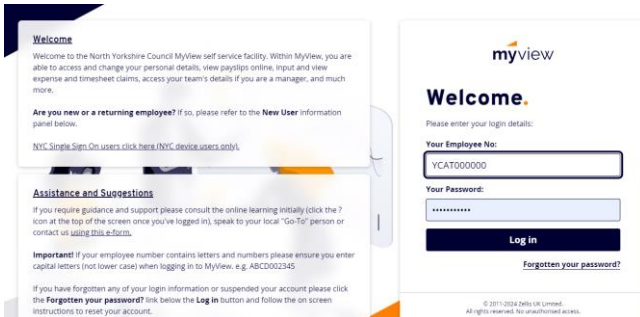 Welcome
Welcome to the North Yorkshire Council MyView self service facility. Within MyView, you are
able to access and change your personal details, view payslips online, input and view
expense and timesheet claims, access your team's details if you are a manager, and much
more.
Are you new or a returning employee? If so, please refer to the New User information
panel below.
NYC Single Sign On users click here (NYC device users only).
Assistance and Suggestions
If you require guidance and support please consult the online learning initially (click the ?
icon at the top of the screen once you've logged in), speak to your local "Go-To" person or
contact us using this e-form.
Important! If your employee number contains letters and numbers please ensure you enter
capital letters (not lower case) when logging in to MyView. e.g. ABCD002345
If you have forgotten any of your login information or suspended your account please click
the Forgotten your password? link below the Log in button and follow the on screen
instructions to reset your account.
myview
Welcome.
Please enter your login details:
Your Employee No:
YCAT000000
Your Password:
•••••••••••
Log in
Forgotten your password?
© 2011-2024 Zellis UK Limited.
All rights reserved. No unauthorised access.